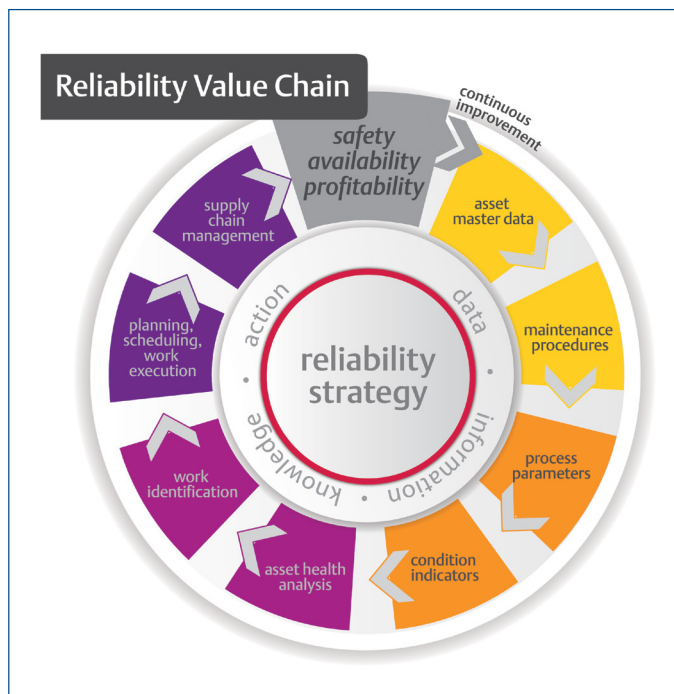 Reliability Value Chain
continuous
improvement
safety
availability
profitability
asset
master data
maintenance
procedures
process
parameters
condition
indicators
asset health
analysis
work
identification
planning,
scheduling,
work
execution
supply
chain
management
data • information • knowledge • action
reliability
strategy